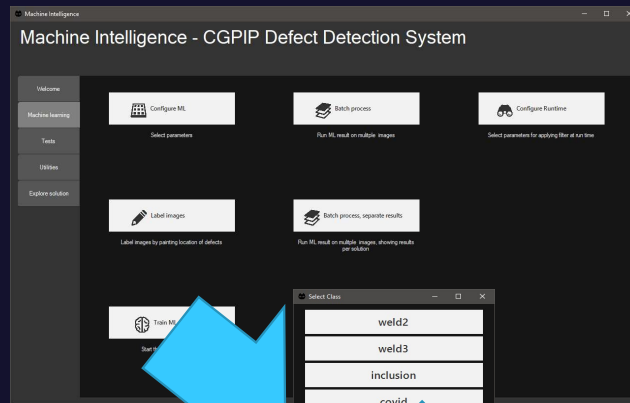 Machine Intelligence
Machine Intelligence - CGPIP Defect Detection System
Welcome
Machine learning
Tests
Utilities
Explore solution
Configure ML
Select parameters
Batch process
Run ML result on mulitple images
Configure Runtime
Select parameters for applying filter at run time
Label images
Label images by painting location of defects
Batch process, separate results
Run ML result on multiple images, showing results
per solution
Train ML
Start th
Select Class
weld2
weld3
inclusion
covid